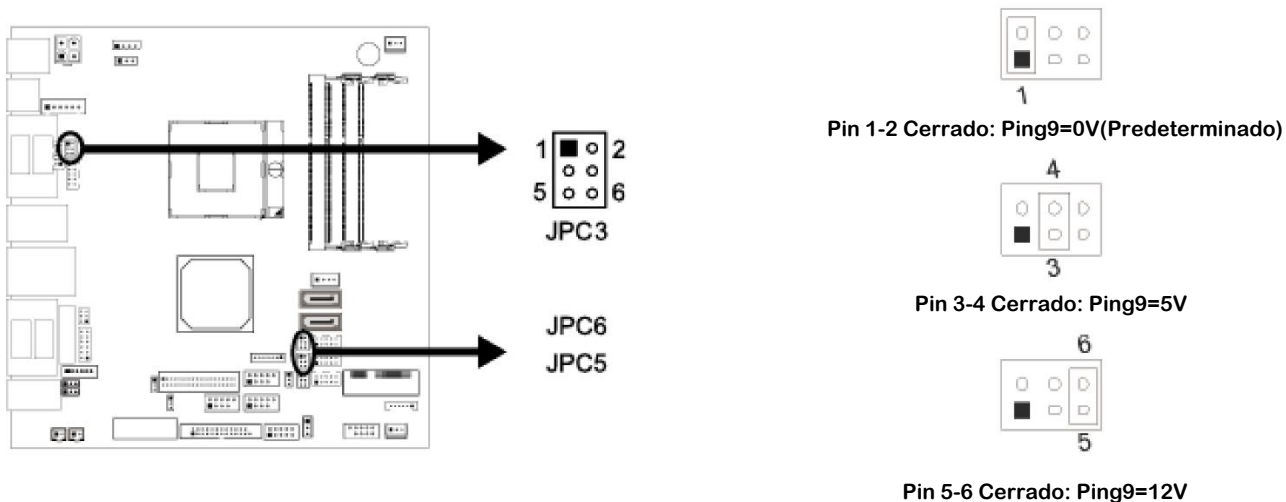 1 2
5 6
JPC3
JPC6
JPC5
1
Pin 1-2 Cerrado: Ping9=0V(Predeterminado)
4
3
Pin 3-4 Cerrado: Ping9=5V
6
5
Pin 5-6 Cerrado: Ping9=12V